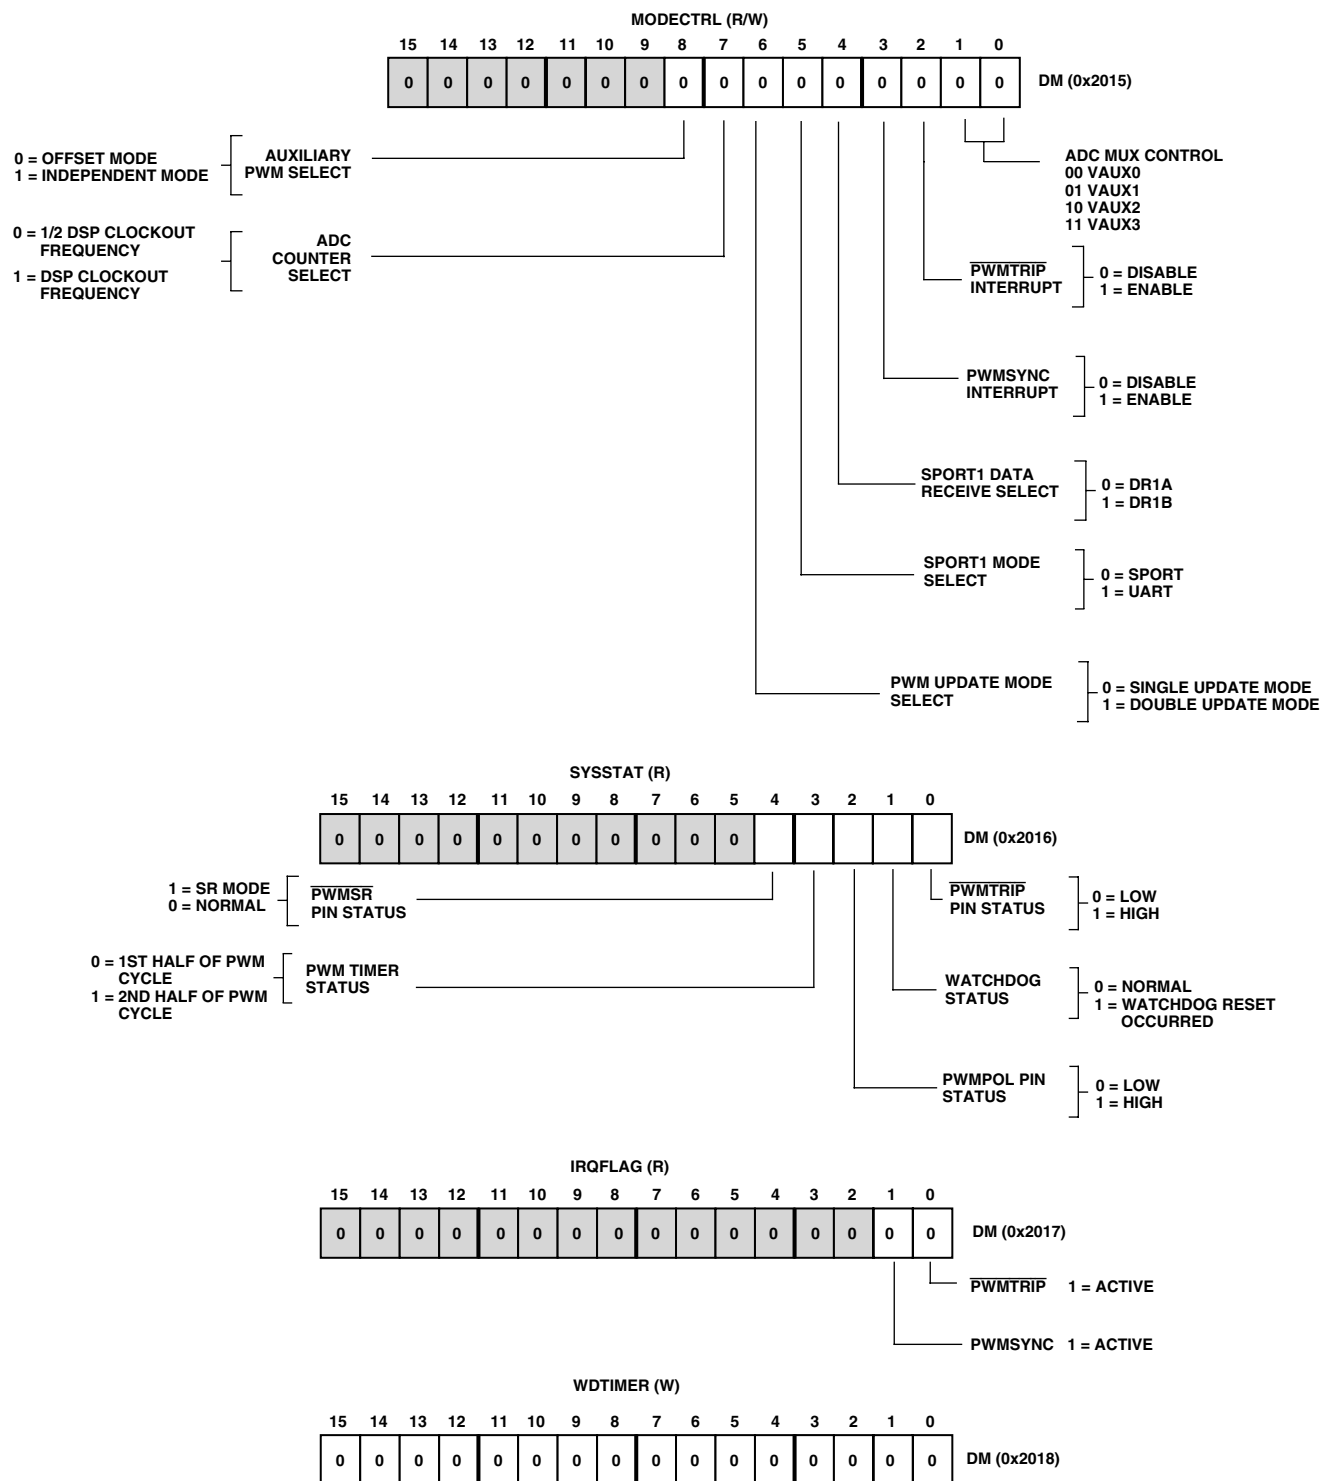 MODECTRL (R/W)
15 14 13 12 11 10 9 8 7 6 5 4 3 2 1 0
0 0 0 0 0 0 0 0 0 0 0 0 0 0 0 0 DM (0x2015)
0 = OFFSET MODE
1 = INDEPENDENT MODE
AUXILIARY
PWM SELECT
ADC MUX CONTROL
00 VAUX0
01 VAUX1
10 VAUX2
11 VAUX3
0 = 1/2 DSP CLOCKOUT
FREQUENCY
1 = DSP CLOCKOUT
FREQUENCY
ADC
COUNTER
SELECT
PWMTRIP
INTERRUPT
0 = DISABLE
1 = ENABLE
PWMSYNC
INTERRUPT
0 = DISABLE
1 = ENABLE
SPORT1 DATA
RECEIVE SELECT
0 = DR1A
1 = DR1B
SPORT1 MODE
SELECT
0 = SPORT
1 = UART
PWM UPDATE MODE
SELECT
0 = SINGLE UPDATE MODE
1 = DOUBLE UPDATE MODE
SYSSTAT (R)
15 14 13 12 11 10 9 8 7 6 5 4 3 2 1 0
0 0 0 0 0 0 0 0 0 0 0 DM (0x2016)
1 = SR MODE
0 = NORMAL
PWMSR
PIN STATUS
PWMTRIP
PIN STATUS
0 = LOW
1 = HIGH
0 = 1ST HALF OF PWM
CYCLE
1 = 2ND HALF OF PWM
CYCLE
PWM TIMER
STATUS
WATCHDOG
STATUS
0 = NORMAL
1 = WATCHDOG RESET
OCCURRED
PWMPOL PIN
STATUS
0 = LOW
1 = HIGH
IRQFLAG (R)
15 14 13 12 11 10 9 8 7 6 5 4 3 2 1 0
0 0 0 0 0 0 0 0 0 0 0 0 0 0 0 0 DM (0x2017)
PWMTRIP 1 = ACTIVE
PWMSYNC 1 = ACTIVE
WDTIMER (W)
15 14 13 12 11 10 9 8 7 6 5 4 3 2 1 0
0 0 0 0 0 0 0 0 0 0 0 0 0 0 0 0 DM (0x2018)